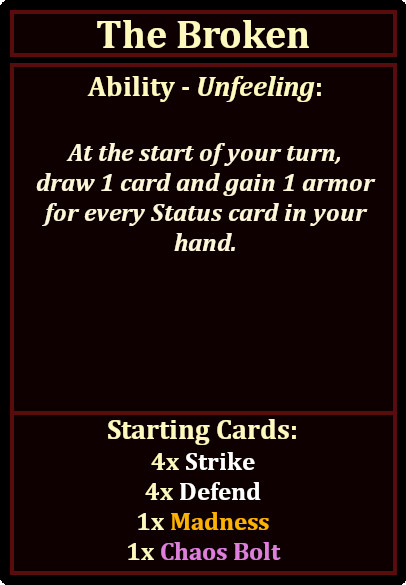 The Broken
Ability - Unfeeling:
At the start of your turn,
draw 1 card and gain 1 armor
for every Status card in your
hand.
Starting Cards:
4x Strike
4x Defend
1x Madness
1x Chaos Bolt